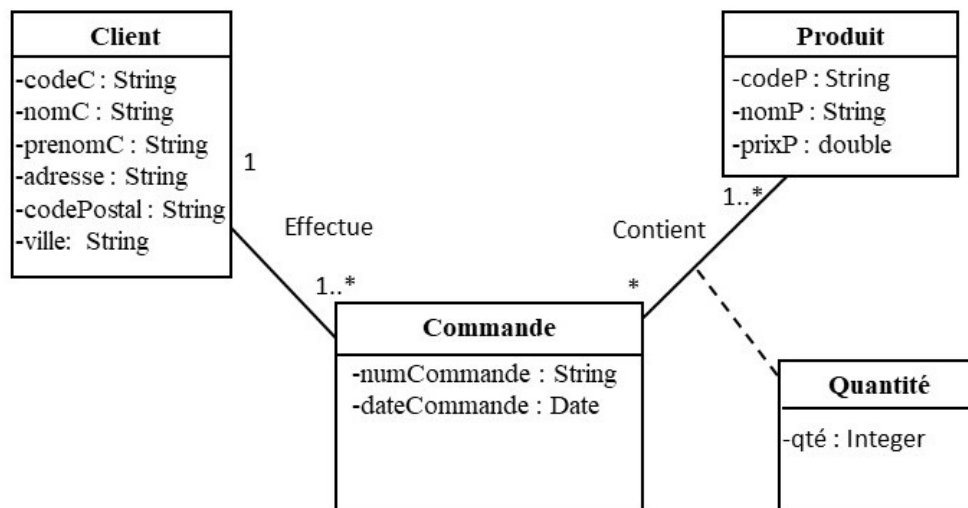 Client
-codeC : String
-nomC : String
-prenomC : String
-adresse : String
-codePostal : String
-ville: String
Produit
-codeP : String
-nomP : String
-prixP : double
1
Effectue
1..*
1..*
Contient
*
Commande
-numCommande : String
-dateCommande : Date
Quantité
-qté : Integer